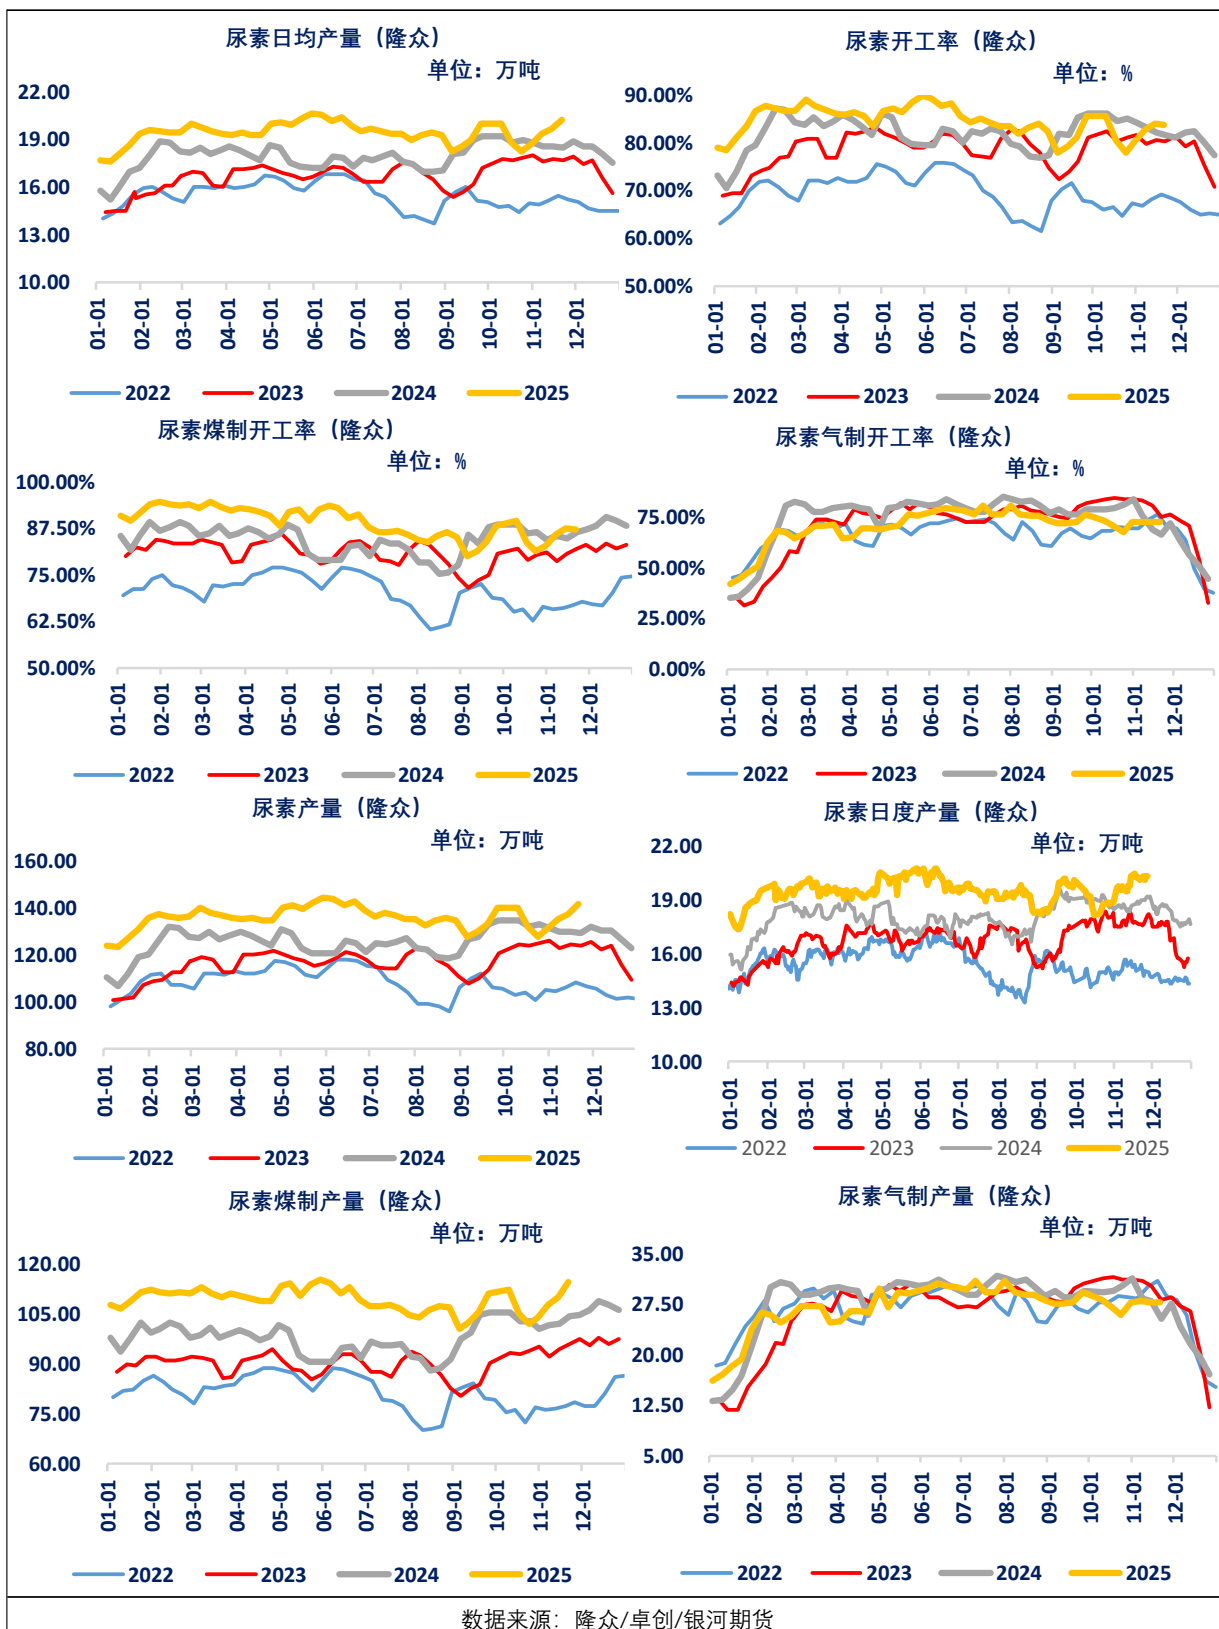 尿素日均产量（隆众）
单位：万吨
22.00
19.00
16.00
13.00
10.00
01-01 02-01 03-01 04-01 05-01 06-01 07-01 08-01 09-01 10-01 11-01 12-01
2022 2023 2024 2025
尿素开工率（隆众）
单位：%
90.00%
80.00%
70.00%
60.00%
50.00%
01-01 02-01 03-01 04-01 05-01 06-01 07-01 08-01 09-01 10-01 11-01 12-01
2022 2023 2024 2025
尿素煤制开工率（隆众）
单位：%
100.00%
87.50%
75.00%
62.50%
50.00%
01-01 02-01 03-01 04-01 05-01 06-01 07-01 08-01 09-01 10-01 11-01 12-01
2022 2023 2024 2025
尿素气制开工率（隆众）
单位：%
75.00%
50.00%
25.00%
0.00%
01-01 02-01 03-01 04-01 05-01 06-01 07-01 08-01 09-01 10-01 11-01 12-01
2022 2023 2024 2025
尿素产量（隆众）
单位：万吨
160.00
140.00
120.00
100.00
80.00
01-01 02-01 03-01 04-01 05-01 06-01 07-01 08-01 09-01 10-01 11-01 12-01
2022 2023 2024 2025
尿素日度产量（隆众）
单位：万吨
22.00
19.00
16.00
13.00
10.00
01-01 02-01 03-01 04-01 05-01 06-01 07-01 08-01 09-01 10-01 11-01 12-01
2022 2023 2024 2025
尿素煤制产量（隆众）
单位：万吨
120.00
105.00
90.00
75.00
60.00
01-01 02-01 03-01 04-01 05-01 06-01 07-01 08-01 09-01 10-01 11-01 12-01
2022 2023 2024 2025
尿素气制产量（隆众）
单位：万吨
35.00
27.50
20.00
12.50
5.00
01-01 02-01 03-01 04-01 05-01 06-01 07-01 08-01 09-01 10-01 11-01 12-01
2022 2023 2024 2025
数据来源：隆众/卓创/银河期货